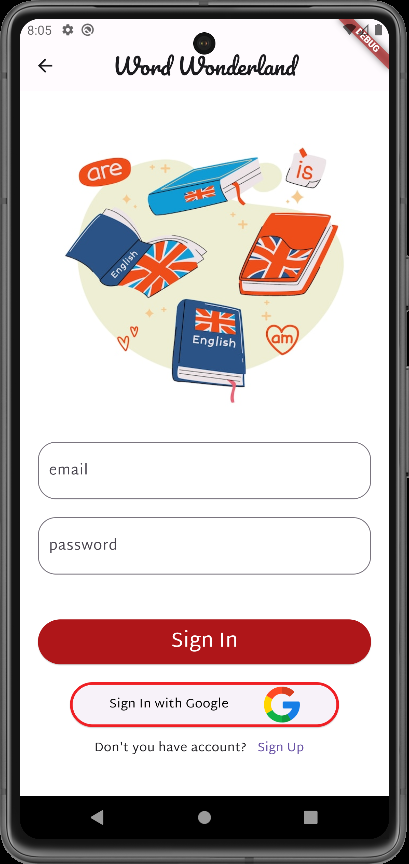 8:05
DEBUG
Word Wonderland
are
is
English
English
am
email
password
Sign In
Sign In with Google
Don't you have account? Sign Up